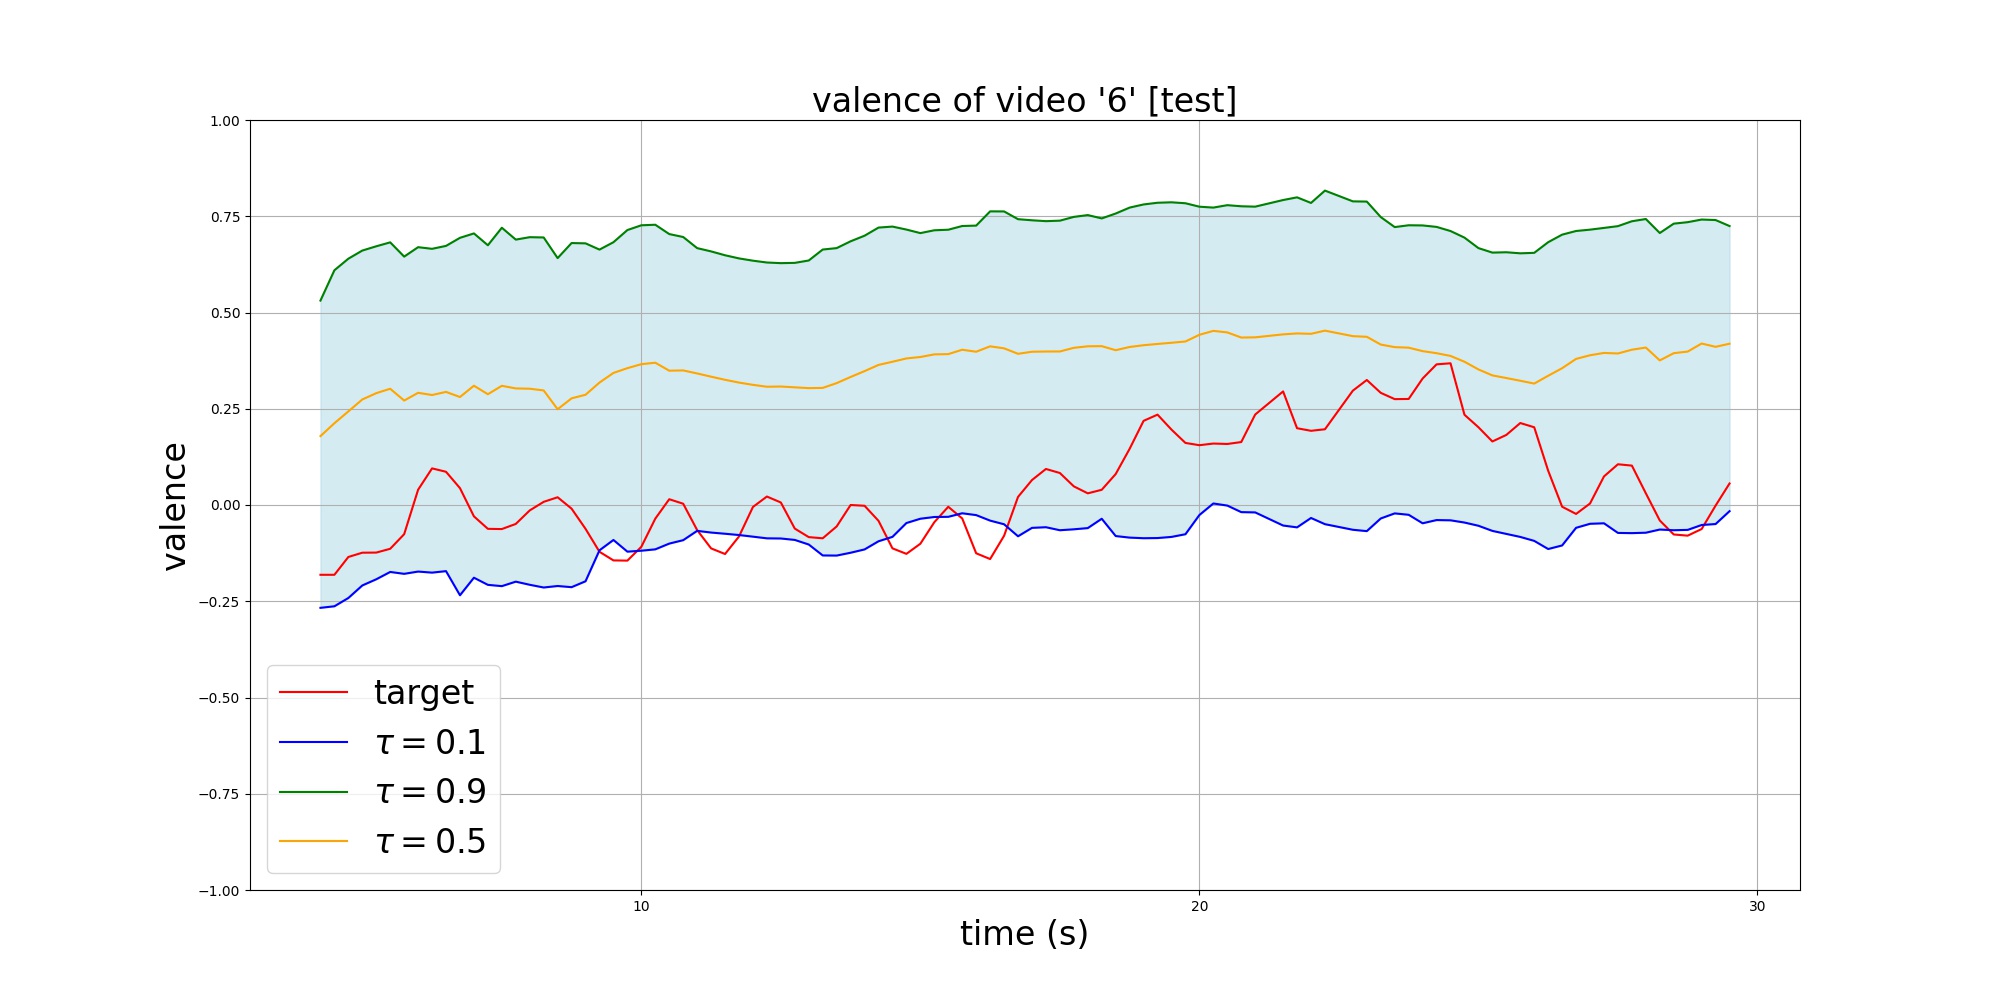 valence of video '6' [test]
1.00
0.75
0.50
0.25
0.00
−0.25
−0.50
−0.75
−1.00
valence
target
τ = 0.1
τ = 0.9
τ = 0.5
10 20 30
time (s)